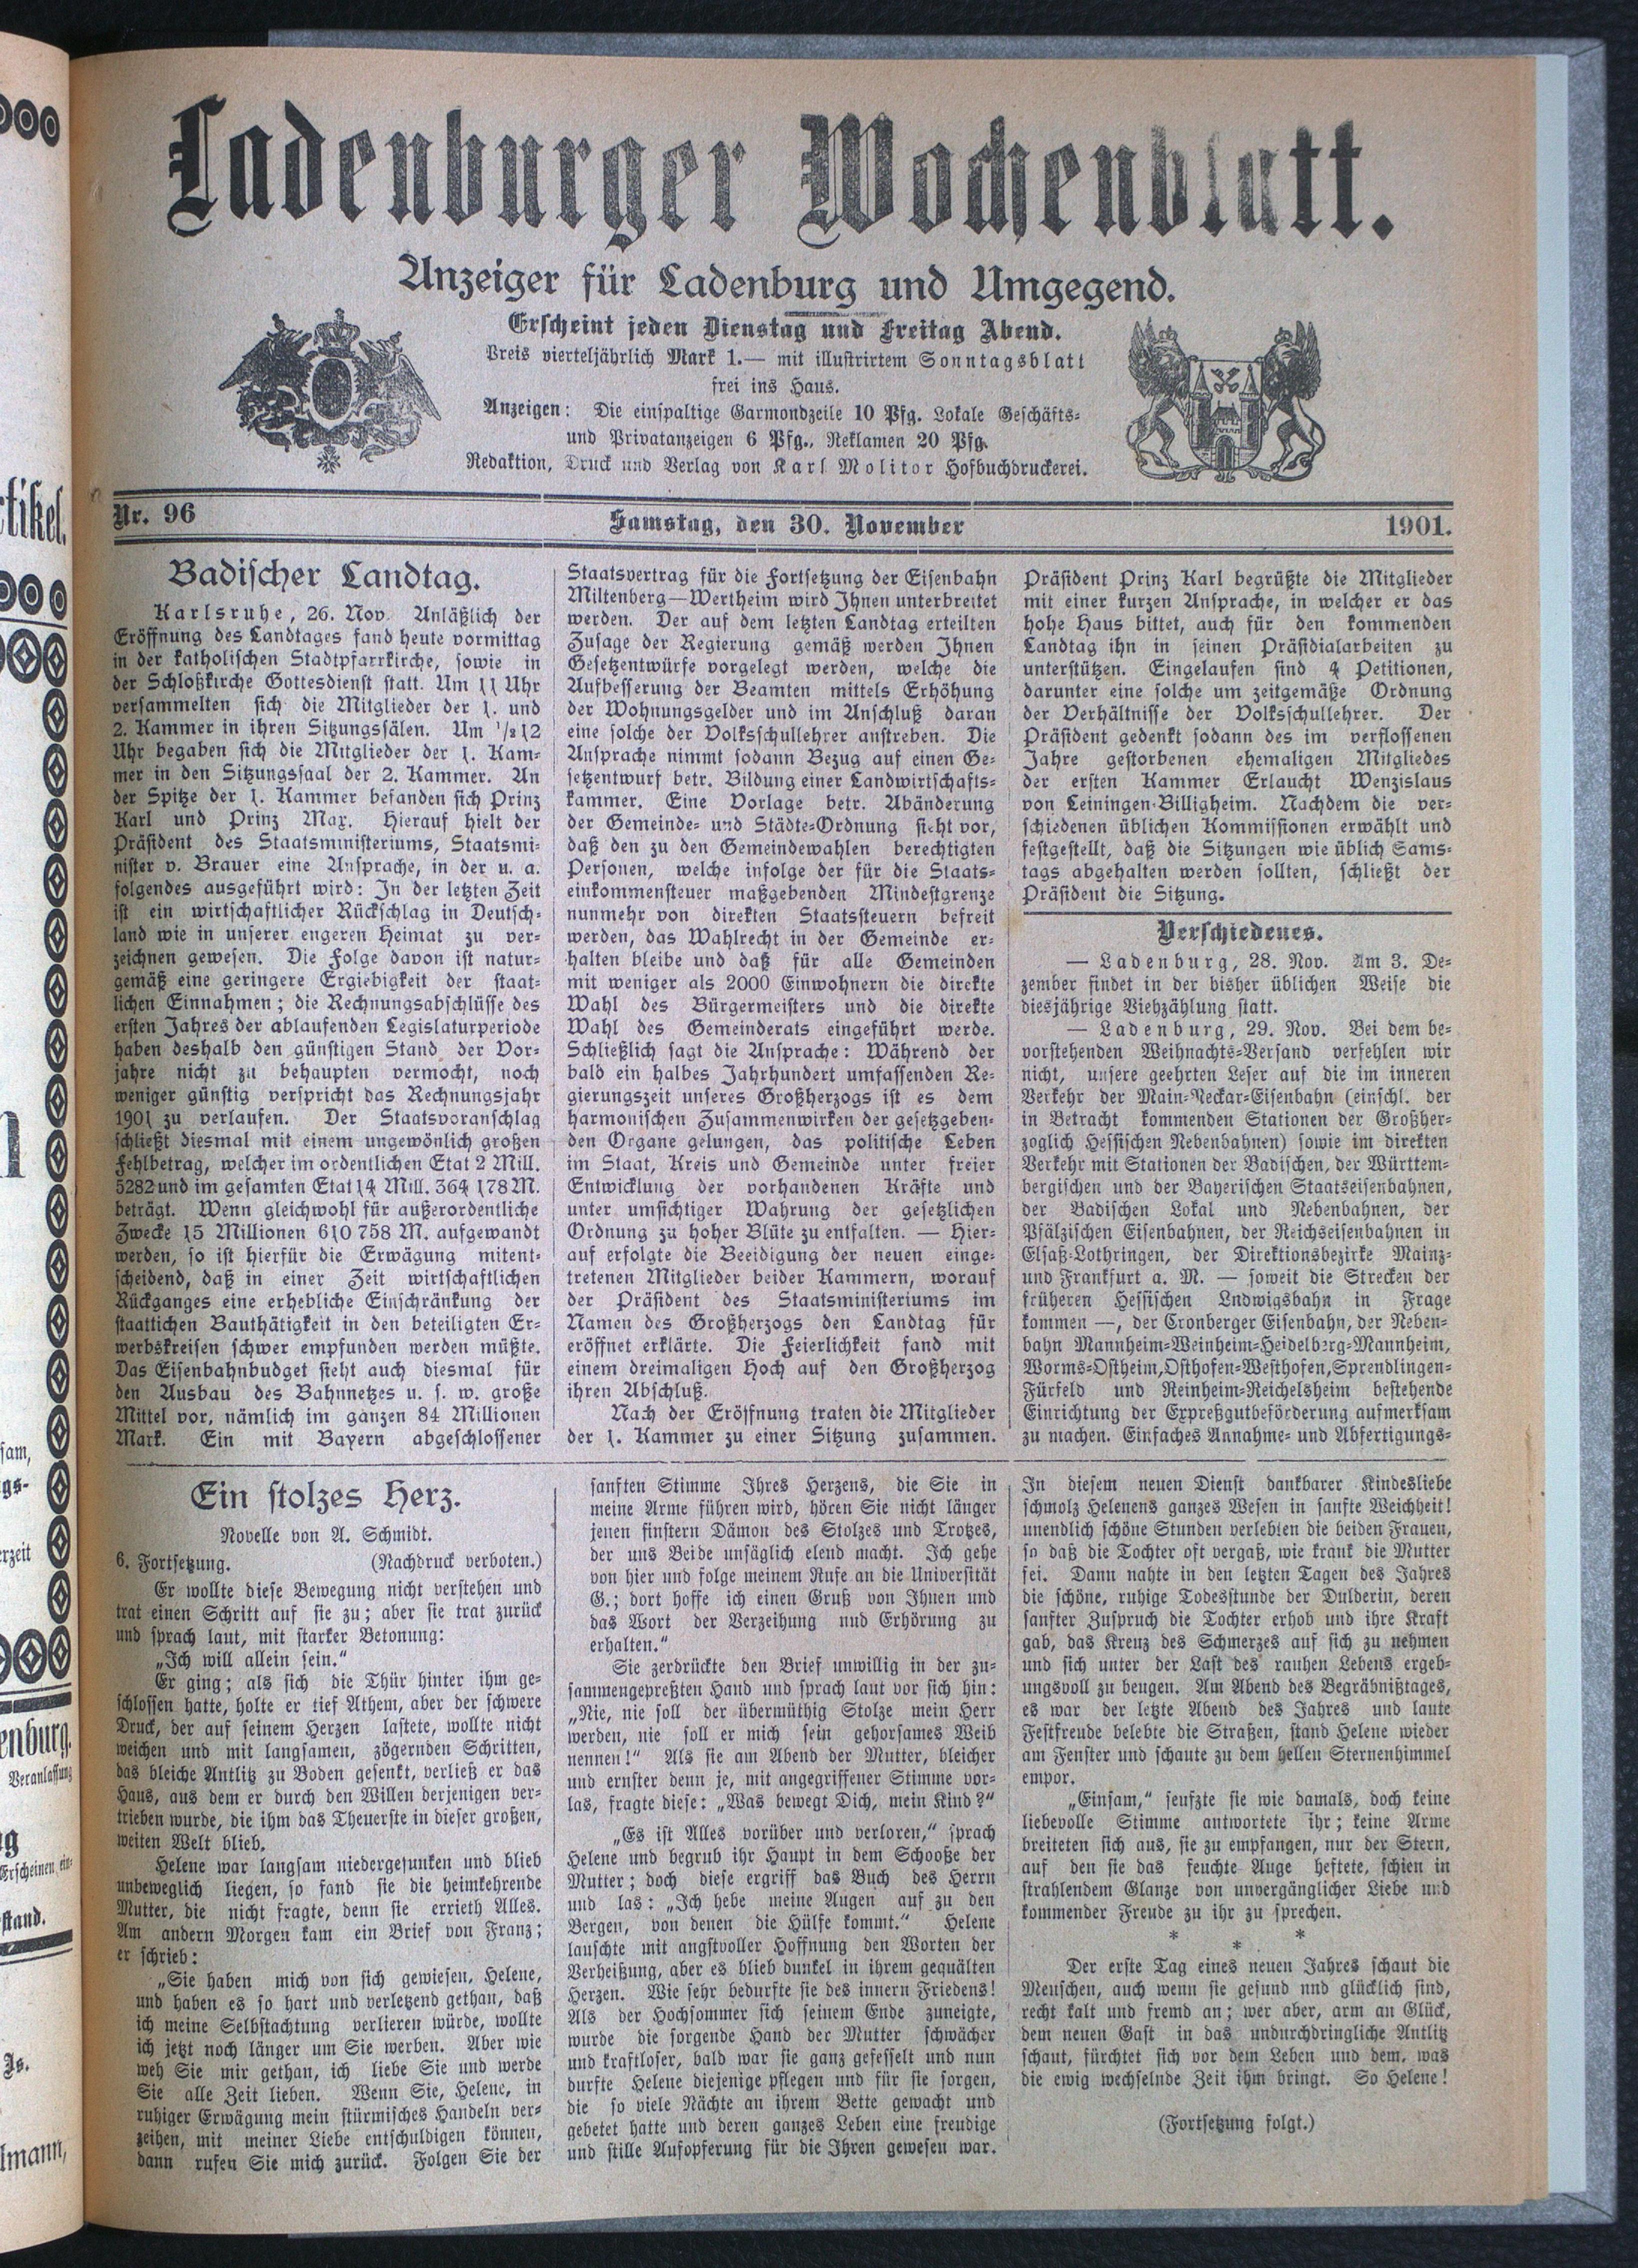 Ladenburger Wochenblatt.
Anzeiger für Ladenburg und Umgegend.
Erscheint jeden Dienstag und Freitag Abend.
Preis vierteljährlich Mark 1.— mit illustrirtem Sonntagsblatt
frei ins Haus.
Anzeigen: Die einspaltige Garmondzeile 10 Pfg. Lokale Geschäfts-
und Privatanzeigen 6 Pfg., Reklamen 20 Pfg.
Redaktion, Druck und Verlag von Karl Molitor Hofbuchdruckerei.
Nr. 96
Samstag, den 30. November
1901.
Badischer Landtag.
Karlsruhe, 26. Nov. Anläßlich der
Eröffnung des Landtages fand heute vormittag
in der katholischen Stadtpfarrkirche, sowie in
der Schloßkirche Gottesdienst statt. Um 11 Uhr
versammelten sich die Mitglieder der 1. und
2. Kammer in ihren Sitzungssälen. Um 1/212
Uhr begaben sich die Mitglieder der 1. Kam-
mer in den Sitzungssaal der 2. Kammer. An
der Spitze der 1. Kammer befanden sich Prinz
Karl und Prinz Max. Hierauf hielt der
Präsident des Staatsministeriums, Staatsmi-
nister v. Brauer eine Ansprache, in der u. a.
folgendes ausgeführt wird: In der letzten Zeit
ist ein wirtschaftlicher Rückschlag in Deutsch-
land wie in unserer engeren Heimat zu ver-
zeichnen gewesen. Die Folge davon ist natur-
gemäß eine geringere Ergiebigkeit der staat-
lichen Einnahmen; die Rechnungsabschlüsse des
ersten Jahres der ablaufenden Legislaturperiode
haben deshalb den günstigen Stand der Vor-
jahre nicht zu behaupten vermocht, noch
weniger günstig verspricht das Rechnungsjahr
1901 zu verlaufen. Der Staatsvoranschlag
schließt diesmal mit einem ungewönlich großen
Fehlbetrag, welcher im ordentlichen Etat 2 Mill.
5282 und im gesamten Etat 14 Mill. 364 178 M.
beträgt. Wenn gleichwohl für außerordentliche
Zwecke 15 Millionen 610 758 M. aufgewandt
werden, so ist hierfür die Erwägung mitent-
scheidend, daß in einer Zeit wirtschaftlichen
Rückganges eine erhebliche Einschränkung der
staatlichen Bauthätigkeit in den beteiligten Er-
werbskreisen schwer empfunden werden müßte.
Das Eisenbahnbudget sieht auch diesmal für
den Ausbau des Bahnnetzes u. s. w. große
Mittel vor, nämlich im ganzen 84 Millionen
Mark. Ein mit Bayern abgeschlossener
Staatsvertrag für die Fortsetzung der Eisenbahn
Miltenberg—Wertheim wird Ihnen unterbreitet
werden. Der auf dem letzten Landtag erteilten
Zusage der Regierung gemäß werden Ihnen
Gesetzentwürfe vorgelegt werden, welche die
Aufbesserung der Beamten mittels Erhöhung
der Wohnungsgelder und im Anschluß daran
eine solche der Volksschullehrer anstreben. Die
Ansprache nimmt sodann Bezug auf einen Ge-
setzentwurf betr. Bildung einer Landwirtschafts-
kammer. Eine Vorlage betr. Abänderung
der Gemeinde- und Städte-Ordnung sieht vor,
daß den zu den Gemeindewahlen berechtigten
Personen, welche infolge der für die Staats-
einkommensteuer maßgebenden Mindestgrenze
nunmehr von direkten Staatssteuern befreit
werden, das Wahlrecht in der Gemeinde er-
halten bleibe und daß für alle Gemeinden
mit weniger als 2000 Einwohnern die direkte
Wahl des Bürgermeisters und die direkte
Wahl des Gemeinderats eingeführt werde.
Schließlich sagt die Ansprache: Während der
bald ein halbes Jahrhundert umfassenden Re-
gierungszeit unseres Großherzogs ist es dem
harmonischen Zusammenwirken der gesetzgeben-
den Organe gelungen, das politische Leben
im Staat, Kreis und Gemeinde unter freier
Entwicklung der vorhandenen Kräfte und
unter umsichtiger Wahrung der gesetzlichen
Ordnung zu hoher Blüte zu entfalten. — Hier-
auf erfolgte die Beeidigung der neuen einge-
tretenen Mitglieder beider Kammern, worauf
der Präsident des Staatsministeriums im
Namen des Großherzogs den Landtag für
eröffnet erklärte. Die Feierlichkeit fand mit
einem dreimaligen Hoch auf den Großherzog
ihren Abschluß.
Nach der Eröffnung traten die Mitglieder
der 1. Kammer zu einer Sitzung zusammen.
Präsident Prinz Karl begrüßte die Mitglieder
mit einer kurzen Ansprache, in welcher er das
hohe Haus bittet, auch für den kommenden
Landtag ihn in seinen Präsidialarbeiten zu
unterstützen. Eingelaufen sind 4 Petitionen,
darunter eine solche um zeitgemäße Ordnung
der Verhältnisse der Volksschullehrer. Der
Präsident gedenkt sodann des im verflossenen
Jahre gestorbenen ehemaligen Mitgliedes
der ersten Kammer Erlaucht Wenzislaus
von Leiningen-Billigheim. Nachdem die ver-
schiedenen üblichen Kommissionen erwählt und
festgestellt, daß die Sitzungen wie üblich Sams-
tags abgehalten werden sollten, schließt der
Präsident die Sitzung.
Verschiedenes.
— Ladenburg, 28. Nov. Am 3. De-
zember findet in der bisher üblichen Weise die
diesjährige Viehzählung statt.
— Ladenburg, 29. Nov. Bei dem be-
vorstehenden Weihnachts-Versand verfehlen wir
nicht, unsere geehrten Leser auf die im inneren
Verkehr der Main-Neckar-Eisenbahn (einschl. der
in Betracht kommenden Stationen der Großher-
zoglich Hessischen Nebenbahnen) sowie im direkten
Verkehr mit Stationen der Badischen, der Württem-
bergischen und der Bayerischen Staatseisenbahnen,
der Badischen Lokal und Nebenbahnen, der
Pfälzischen Eisenbahnen, der Reichseisenbahnen in
Elsaß-Lothringen, der Direktionsbezirke Mainz-
und Frankfurt a. M. — soweit die Strecken der
früheren Hessischen Lndwigsbahn in Frage
kommen —, der Cronberger Eisenbahn, der Neben-
bahn Mannheim-Weinheim-Heidelberg-Mannheim,
Worms-Ostheim, Osthofen-Westhofen, Sprendlingen-
Fürfeld und Reinheim-Reichelsheim bestehende
Einrichtung der Expreßgutbeförderung aufmerksam
zu machen. Einfaches Annahme- und Abfertigungs-
Ein stolzes Herz.
Novelle von A. Schmidt.
6. Fortsetzung. (Nachdruck verboten.)
Er wollte diese Bewegung nicht verstehen und
trat einen Schritt auf sie zu; aber sie trat zurück
und sprach laut, mit starker Betonung:
„Ich will allein sein.“
Er ging; als sich die Thür hinter ihm ge-
schlossen hatte, holte er tief Athem, aber der schwere
Druck, der auf seinem Herzen lastete, wollte nicht
weichen und mit langsamen, zögernden Schritten,
das bleiche Antlitz zu Boden gesenkt, verließ er das
Haus, aus dem er durch den Willen derjenigen ver-
trieben wurde, die ihm das Theuerste in dieser großen,
weiten Welt blieb.
Helene war langsam niedergesunken und blieb
unbeweglich liegen, so fand sie die heimkehrende
Mutter, die nicht fragte, denn sie errieth Alles.
Am andern Morgen kam ein Brief von Franz;
er schrieb:
„Sie haben mich von sich gewiesen, Helene,
und haben es so hart und verletzend gethan, daß
ich meine Selbstachtung verlieren würde, wollte
ich jetzt noch länger um Sie werben. Aber wie
weh Sie mir gethan, ich liebe Sie und werde
Sie alle Zeit lieben. Wenn Sie, Helene, in
ruhiger Erwägung mein stürmisches Handeln ver-
zeihen, mit meiner Liebe entschuldigen können,
dann rufen Sie mich zurück. Folgen Sie der
sanften Stimme Ihres Herzens, die Sie in
meine Arme führen wird, hören Sie nicht länger
jenen finstern Dämon des Stolzes und Trotzes,
der uns Beide unsäglich elend macht. Ich gehe
von hier und folge meinem Rufe an die Universität
G.; dort hoffe ich einen Gruß von Ihnen und
das Wort der Verzeihung und Erhörung zu
erhalten.“
Sie zerdrückte den Brief unwillig in der zu-
sammengepreßten Hand und sprach laut vor sich hin:
„Nie, nie soll der übermüthig Stolze mein Herr
werden, nie soll er mich sein gehorsames Weib
nennen!“ Als sie am Abend der Mutter, bleicher
und ernster denn je, mit angegriffener Stimme vor-
las, fragte diese: „Was bewegt Dich, mein Kind?“
„Es ist Alles vorüber und verloren,“ sprach
Helene und begrub ihr Haupt in dem Schooße der
Mutter; doch diese ergriff das Buch des Herrn
und las: „Ich hebe meine Augen auf zu den
Bergen, von denen die Hülfe kommt.“ Helene
lauschte mit angstvoller Hoffnung den Worten der
Verheißung, aber es blieb dunkel in ihrem gequälten
Herzen. Wie sehr bedurfte sie des innern Friedens!
Als der Hochsommer sich seinem Ende zuneigte,
wurde die sorgende Hand der Mutter schwächer
und kraftloser, bald war sie ganz gefesselt und nun
durfte Helene diejenige pflegen und für sie sorgen,
die so viele Nächte an ihrem Bette gewacht und
gebetet hatte und deren ganzes Leben eine freudige
und stille Aufopferung für die Ihren gewesen war.
In diesem neuen Dienst dankbarer Kindesliebe
schmolz Helenens ganzes Wesen in sanfte Weichheit!
unendlich schöne Stunden verlebten die beiden Frauen,
so daß die Tochter oft vergaß, wie krank die Mutter
sei. Dann nahte in den letzten Tagen des Jahres
die schöne, ruhige Todesstunde der Dulderin, deren
sanfter Zuspruch die Tochter erhob und ihre Kraft
gab, das Kreuz des Schmerzes auf sich zu nehmen
und sich unter der Last des rauhen Lebens ergeb-
ungsvoll zu beugen. Am Abend des Begräbnißtages,
es war der letzte Abend des Jahres und laute
Festfreude belebte die Straßen, stand Helene wieder
am Fenster und schaute zu dem hellen Sternenhimmel
empor.
„Einsam,“ seufzte sie wie damals, doch keine
liebevolle Stimme antwortete ihr; keine Arme
breiteten sich aus, sie zu empfangen, nur der Stern,
auf den sie das feuchte Auge heftete, schien in
strahlendem Glanze von unvergänglicher Liebe und
kommender Freude zu ihr zu sprechen.
* * *
Der erste Tag eines neuen Jahres schaut die
Menschen, auch wenn sie gesund und glücklich sind,
recht kalt und fremd an; wer aber, arm an Glück,
dem neuen Gast in das undurchdringliche Antlitz
schaut, fürchtet sich vor dem Leben und dem, was
die ewig wechselnde Zeit ihm bringt. So Helene!
(Fortsetzung folgt.)